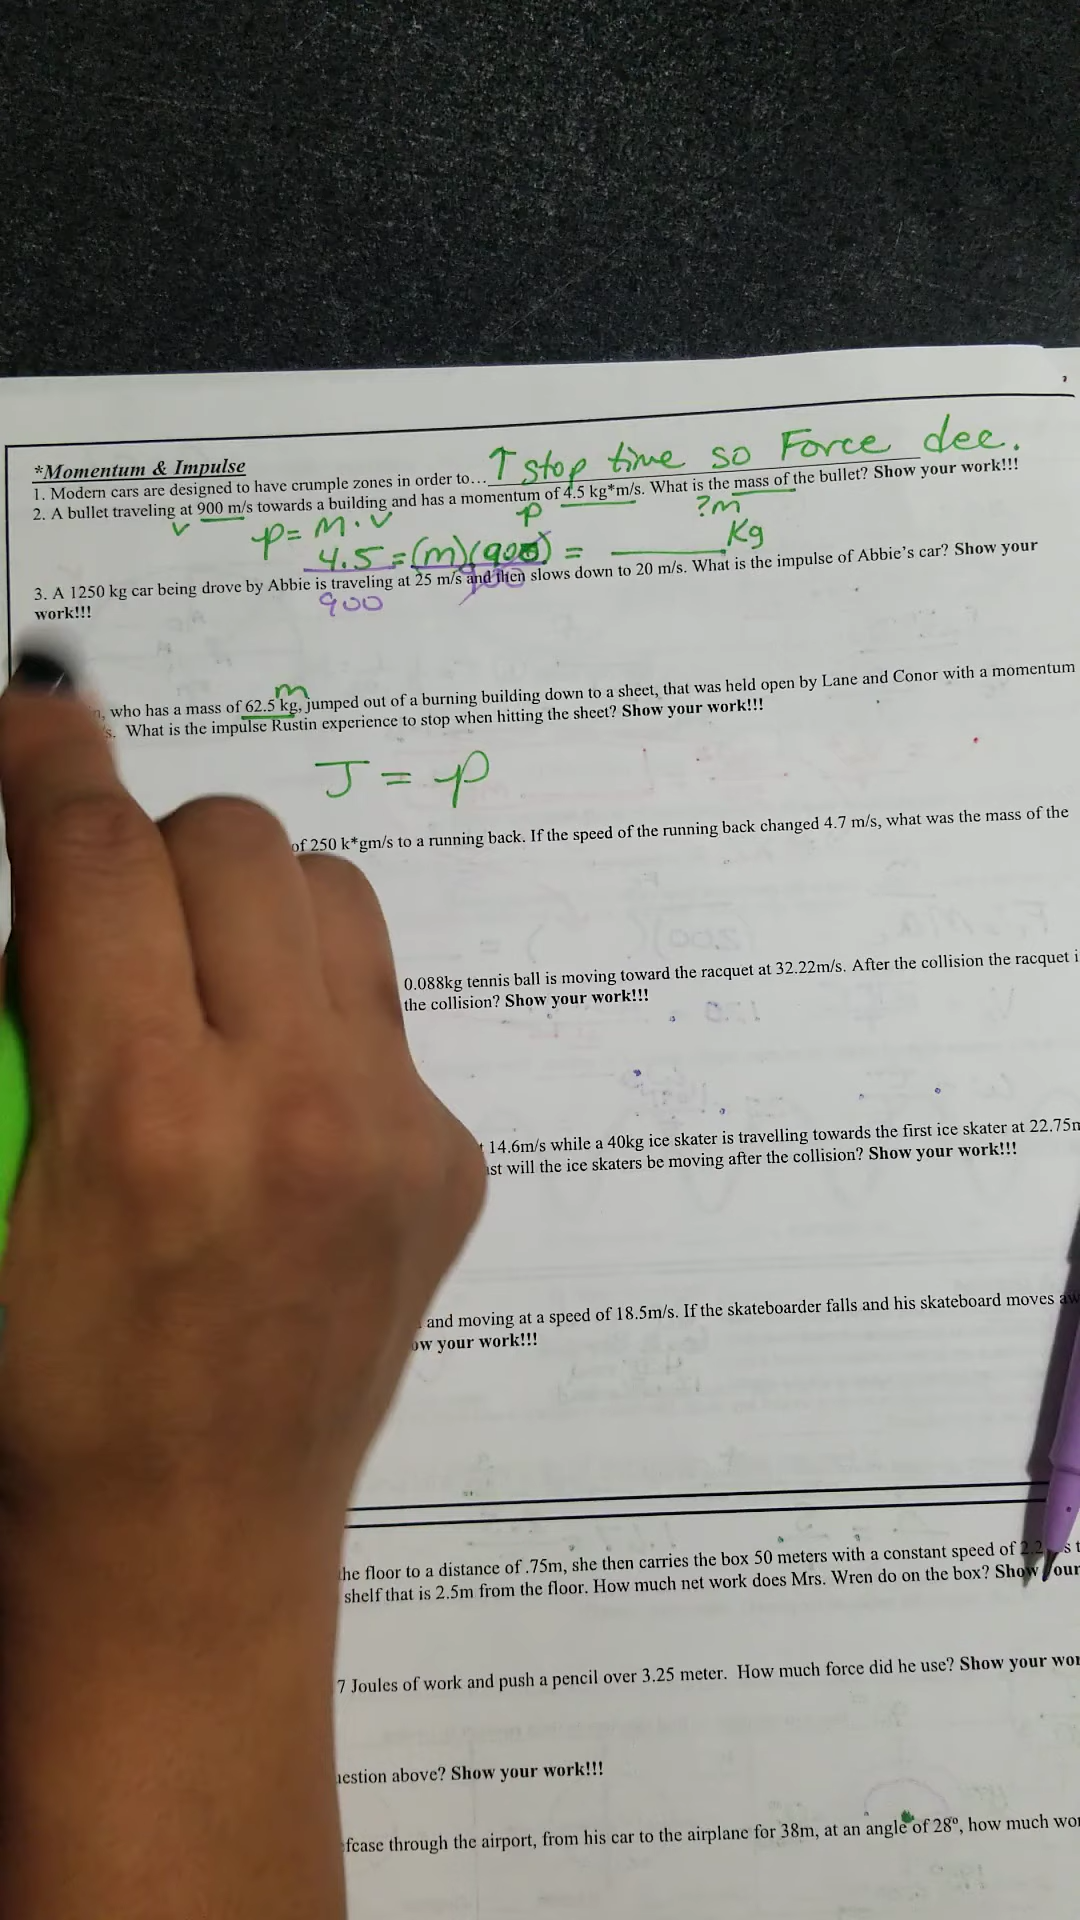 *Momentum & Impulse
1. Modern cars are designed to have crumple zones in order to... ↑ stop time so Force dec.
2. A bullet traveling at 900 m/s towards a building and has a momentum of 4.5 kg*m/s. What is the mass of the bullet? Show your work!!!
v p ?m
p = m · v
4.5 = (m)(900) = ________ Kg
900 900
3. A 1250 kg car being drove by Abbie is traveling at 25 m/s and then slows down to 20 m/s. What is the impulse of Abbie's car? Show your
work!!!
m
, who has a mass of 62.5 kg, jumped out of a burning building down to a sheet, that was held open by Lane and Conor with a momentum
s. What is the impulse Rustin experience to stop when hitting the sheet? Show your work!!!
J = p
of 250 k*gm/s to a running back. If the speed of the running back changed 4.7 m/s, what was the mass of the
0.088kg tennis ball is moving toward the racquet at 32.22m/s. After the collision the racquet i
the collision? Show your work!!!
14.6m/s while a 40kg ice skater is travelling towards the first ice skater at 22.75m
will the ice skaters be moving after the collision? Show your work!!!
and moving at a speed of 18.5m/s. If the skateboarder falls and his skateboard moves aw
ow your work!!!
he floor to a distance of .75m, she then carries the box 50 meters with a constant speed of 2.2
shelf that is 2.5m from the floor. How much net work does Mrs. Wren do on the box? Show your
7 Joules of work and push a pencil over 3.25 meter. How much force did he use? Show your wor
uestion above? Show your work!!!
fcase through the airport, from his car to the airplane for 38m, at an angle of 28°, how much wo